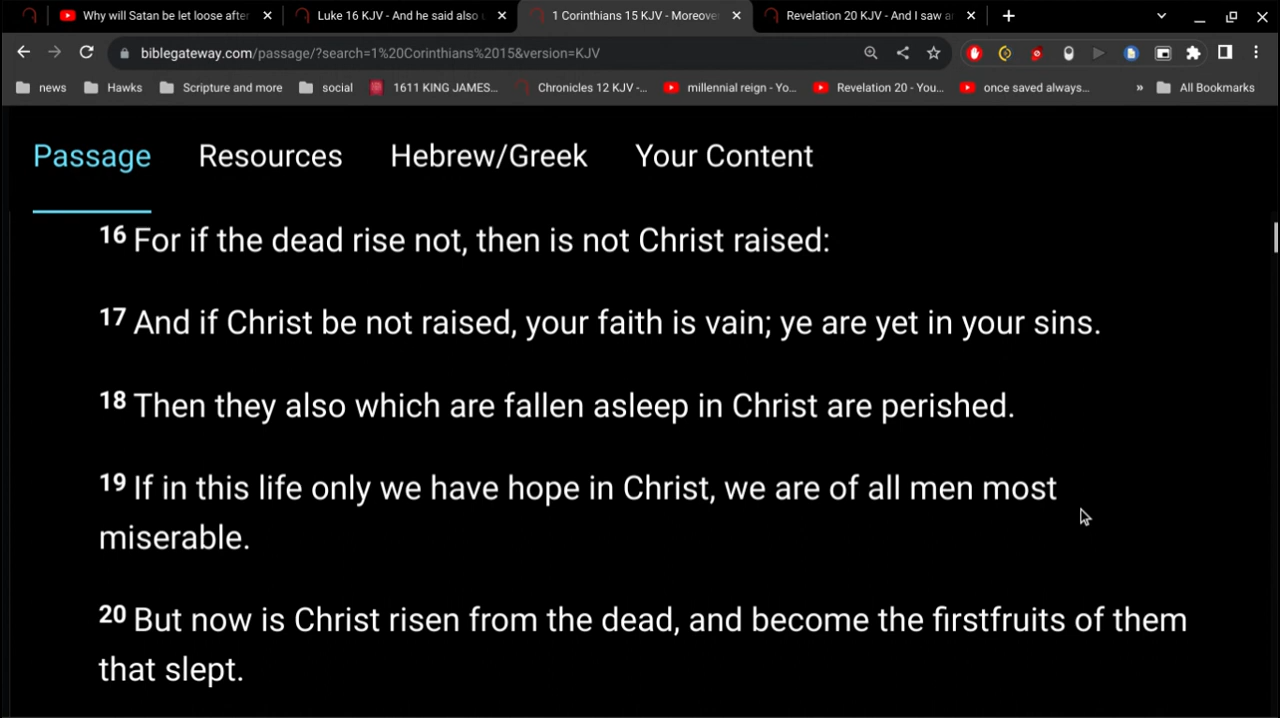 Why will Satan be let loose after
Luke 16 KJV - And he said also
1 Corinthians 15 KJV - Moreover
Revelation 20 KJV - And I saw a
biblegateway.com/passage/?search=1%20Corinthians%2015&version=KJV
news
Hawks
Scripture and more
social
1611 KING JAMES...
Chronicles 12 KJV -...
millennial reign - Yo...
Revelation 20 - You...
once saved always...
»
All Bookmarks
Passage
Resources
Hebrew/Greek
Your Content
16 For if the dead rise not, then is not Christ raised:
17 And if Christ be not raised, your faith is vain; ye are yet in your sins.
18 Then they also which are fallen asleep in Christ are perished.
19 If in this life only we have hope in Christ, we are of all men most
miserable.
20 But now is Christ risen from the dead, and become the firstfruits of them
that slept.